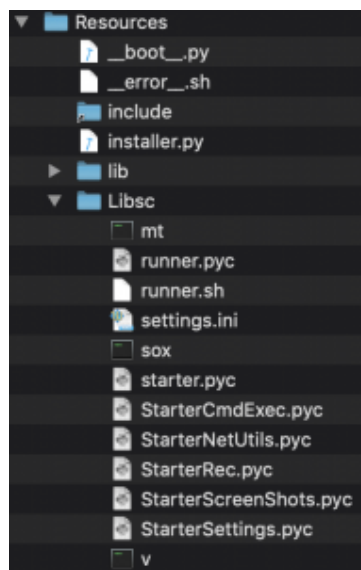 Resources
__boot__.py
__error__.sh
include
installer.py
lib
Libsc
mt
runner.pyc
runner.sh
settings.ini
sox
starter.pyc
StarterCmdExec.pyc
StarterNetUtils.pyc
StarterRec.pyc
StarterScreenShots.pyc
StarterSettings.pyc
v